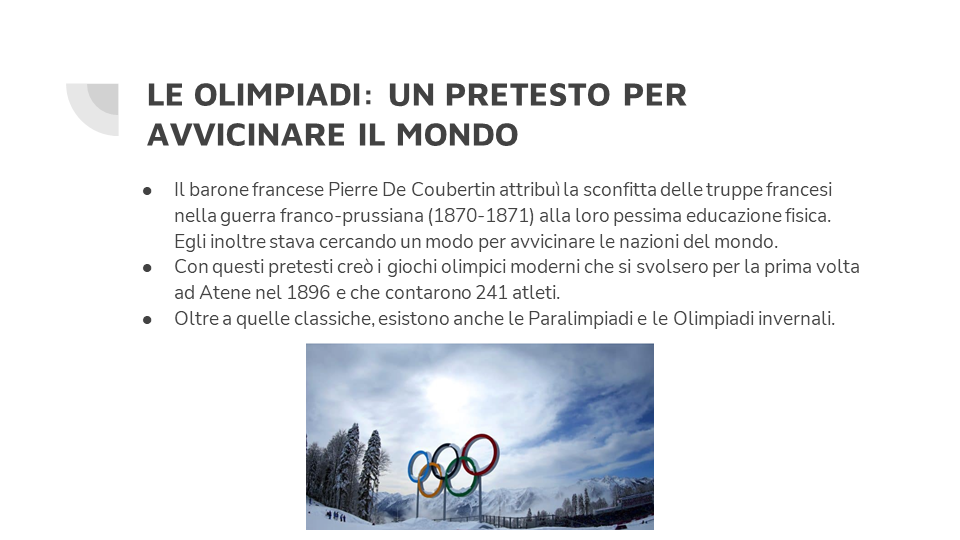 LE OLIMPIADI: UN PRETESTO PER
AVVICINARE IL MONDO
● Il barone francese Pierre De Coubertin attribuì la sconfitta delle truppe francesi
nella guerra franco-prussiana (1870-1871) alla loro pessima educazione fisica.
Egli inoltre stava cercando un modo per avvicinare le nazioni del mondo.
● Con questi pretesti creò i giochi olimpici moderni che si svolsero per la prima volta
ad Atene nel 1896 e che contarono 241 atleti.
● Oltre a quelle classiche, esistono anche le Paralimpiadi e le Olimpiadi invernali.